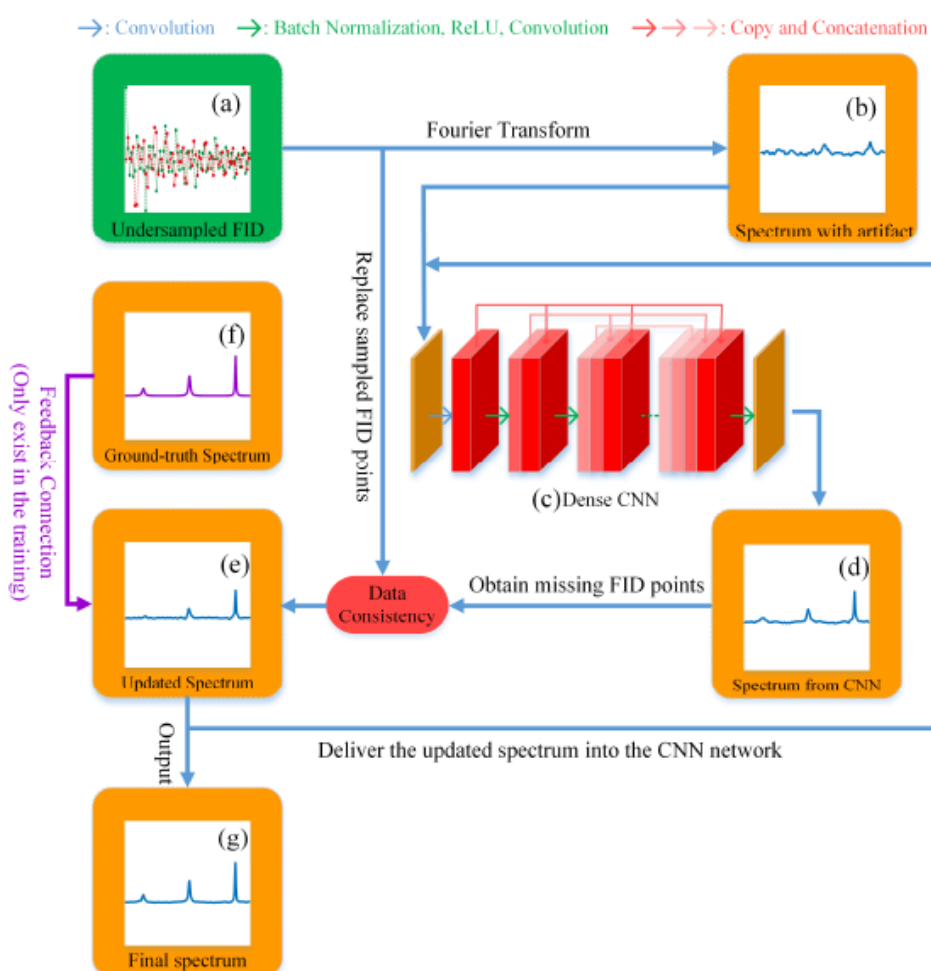 : Convolution
: Batch Normalization, ReLU, Convolution
: Copy and Concatenation
(a)
Undersampled FID
Fourier Transform
(b)
Spectrum with artifact
Replace sampled FID points
(f)
Ground-truth Spectrum
Feedback Connection
(Only exist in the training)
(c)Dense CNN
(e)
Updated Spectrum
Data
Consistency
Obtain missing FID points
(d)
Spectrum from CNN
Output
Deliver the updated spectrum into the CNN network
(g)
Final spectrum